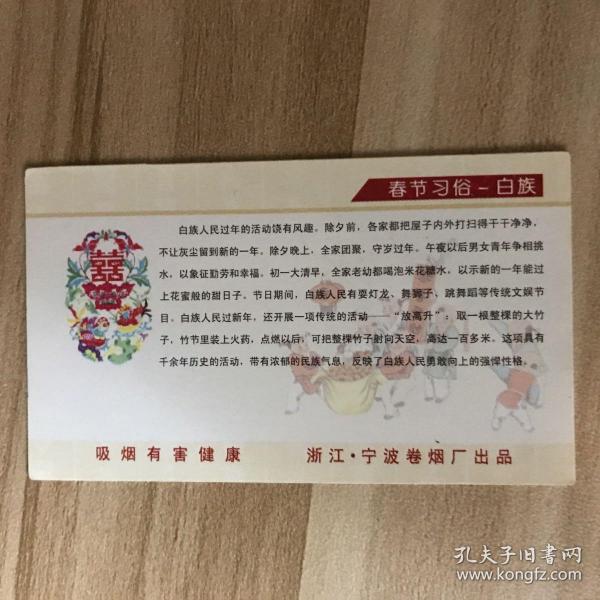 春节习俗－白族
白族人民过年的活动饶有风趣。除夕前，各家都把屋子内外打扫得干干净净，
不让灰尘留到新的一年。除夕晚上，全家团聚，守岁过年。午夜以后男女青年争相挑
水，以象征勤劳和幸福。初一大清早，全家老幼都喝泡米花糖水，以示新的一年能过
上花蜜般的甜日子。节日期间，白族人民有耍灯龙、舞狮子、跳舞蹈等传统文娱节
目。白族人民过新年，还开展一项传统的活动——“放高升”：取一根整棵的大竹
子，竹节里装上火药，点燃以后，可把整棵竹子射向天空，高达一百多米。这项具有
千余年历史的活动，带有浓郁的民族气息，反映了白族人民勇敢向上的强悍性格。
囍
吸烟有害健康
浙江·宁波卷烟厂出品
孔夫子旧书网
www.kongfz.com